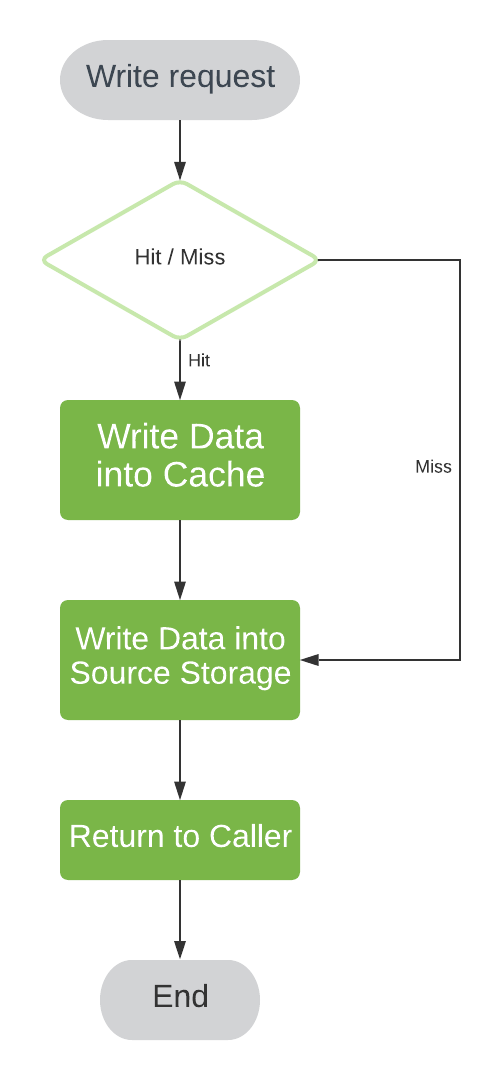 Write request
Hit / Miss
Hit
Write Data
into Cache
Miss
Write Data into
Source Storage
Return to Caller
End